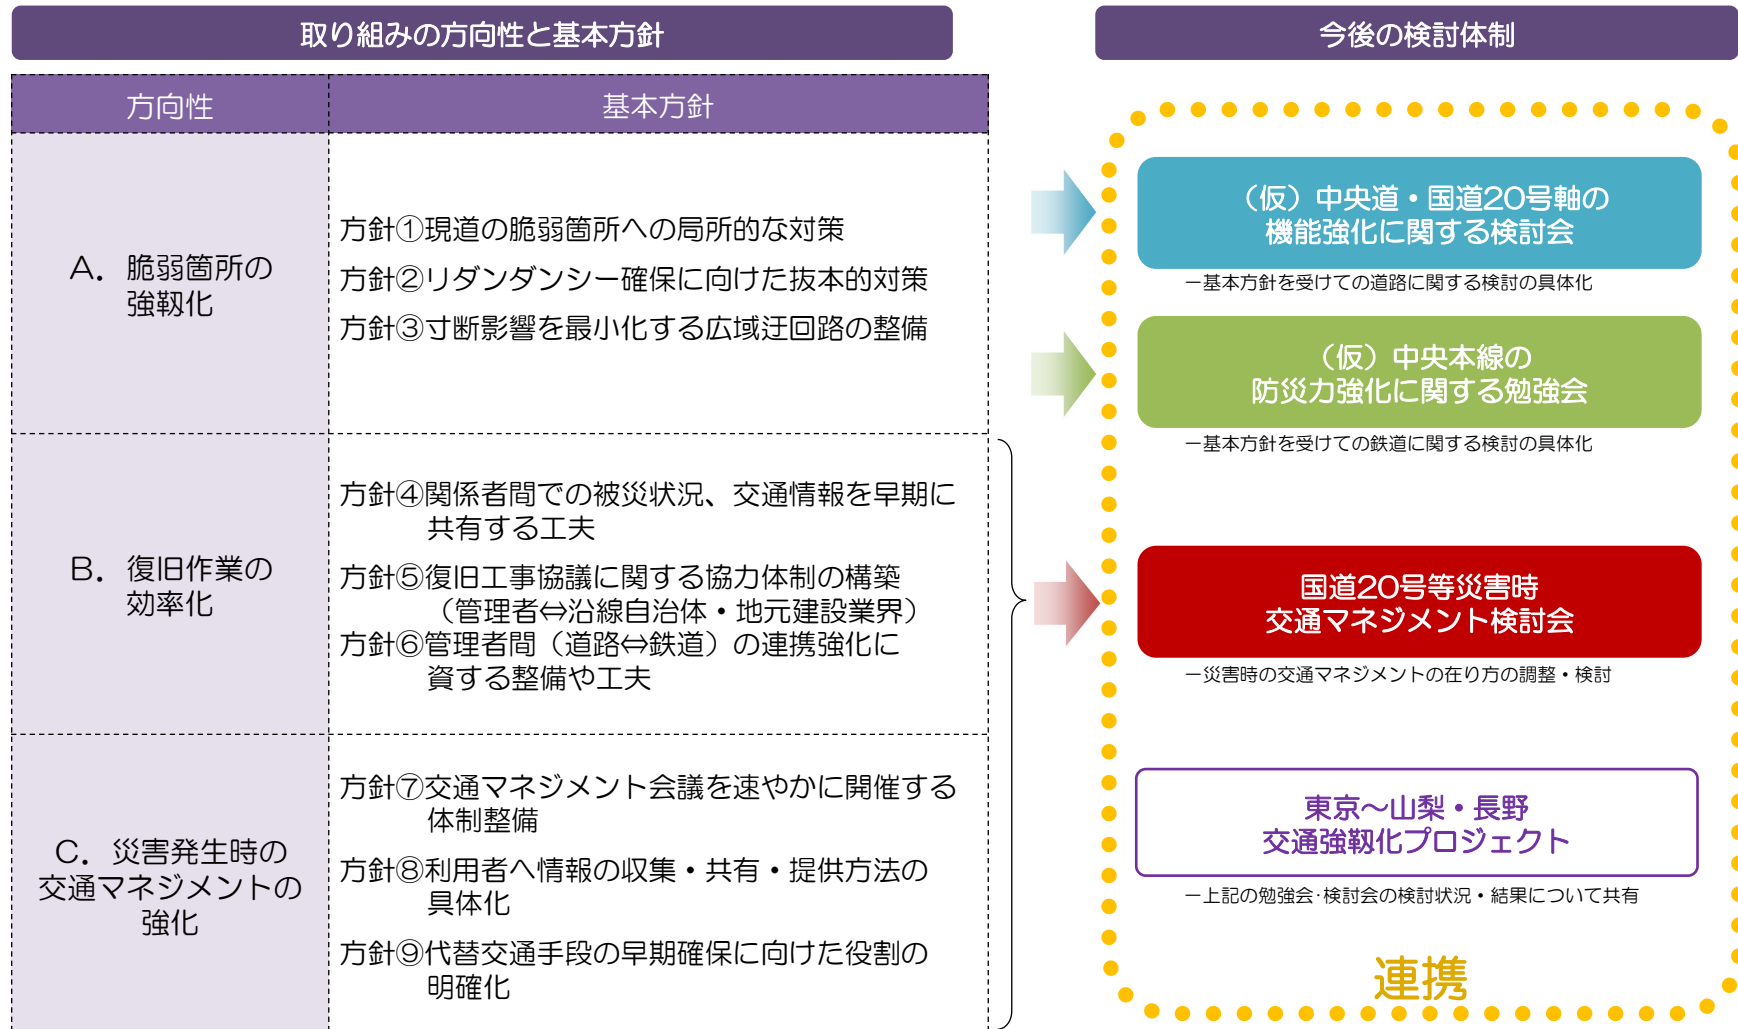 取り組みの方向性と基本方針
今後の検討体制
方向性
基本方針
A．脆弱箇所の
強靱化
方針①現道の脆弱箇所への局所的な対策
方針②リダンダンシー確保に向けた抜本的対策
方針③寸断影響を最小化する広域迂回路の整備
B．復旧作業の
効率化
方針④関係者間での被災状況、交通情報を早期に
共有する工夫
方針⑤復旧工事協議に関する協力体制の構築
（管理者⇔沿線自治体・地元建設業界）
方針⑥管理者間（道路⇔鉄道）の連携強化に
資する整備や工夫
C．災害発生時の
交通マネジメントの
強化
方針⑦交通マネジメント会議を速やかに開催する
体制整備
方針⑧利用者へ情報の収集・共有・提供方法の
具体化
方針⑨代替交通手段の早期確保に向けた役割の
明確化
（仮）中央道・国道20号軸の
機能強化に関する検討会
－基本方針を受けての道路に関する検討の具体化
（仮）中央本線の
防災力強化に関する勉強会
－基本方針を受けての鉄道に関する検討の具体化
国道20号等災害時
交通マネジメント検討会
－災害時の交通マネジメントの在り方の調整・検討
東京～山梨・長野
交通強靱化プロジェクト
－上記の勉強会･検討会の検討状況・結果について共有
連携